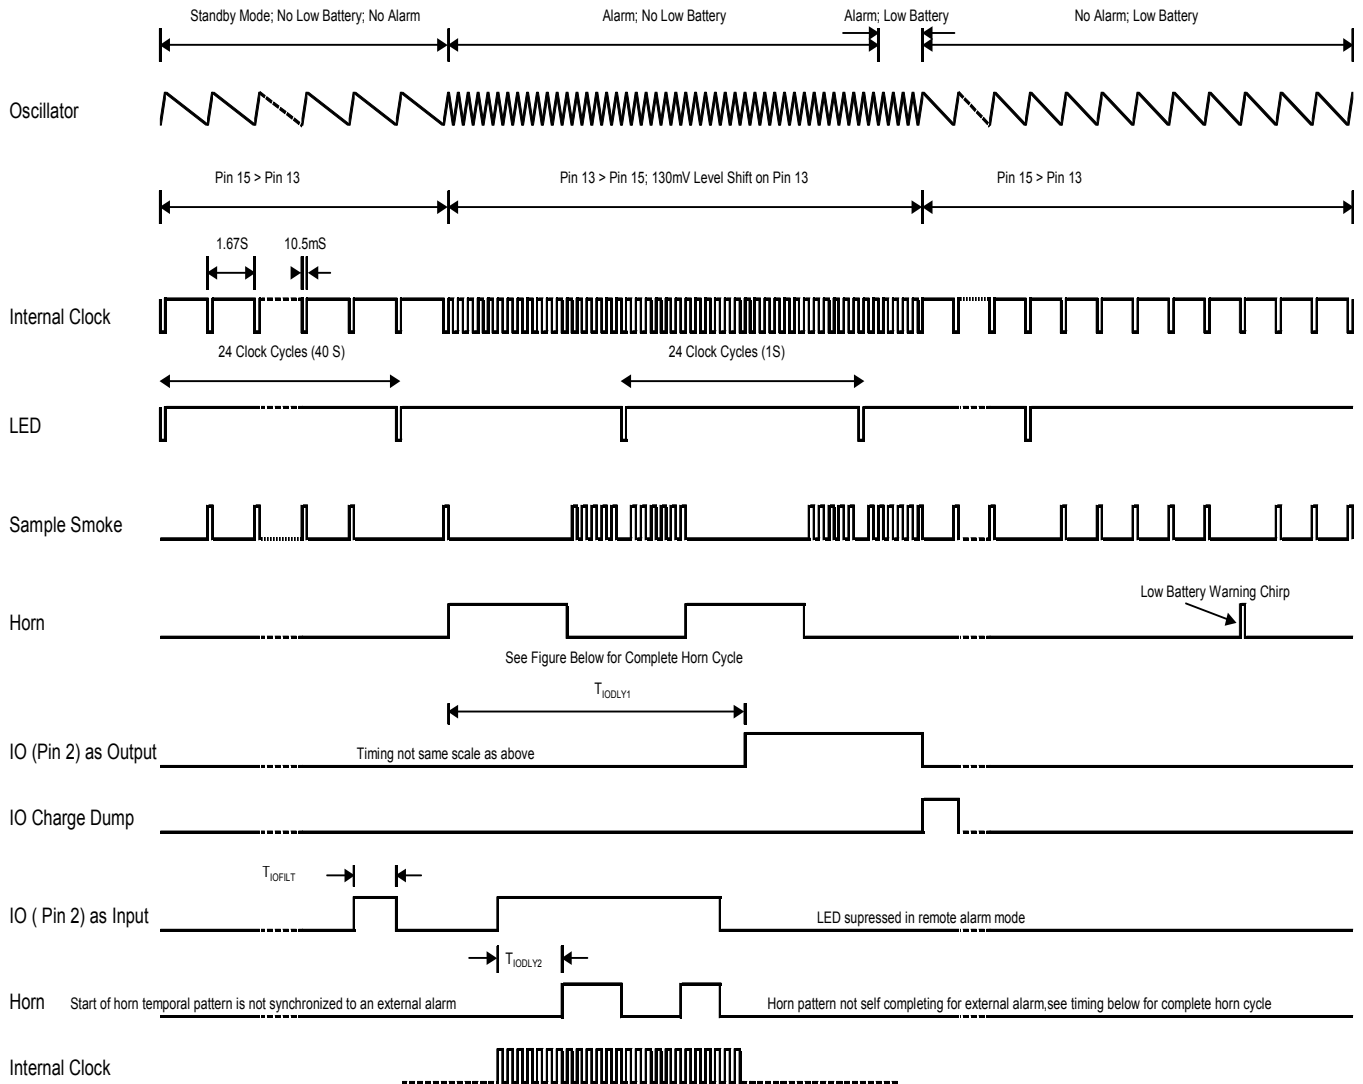 Standby Mode; No Low Battery; No Alarm
Alarm; No Low Battery
Alarm; Low Battery
No Alarm; Low Battery
Oscillator
Pin 15 > Pin 13
Pin 13 > Pin 15; 130mV Level Shift on Pin 13
Pin 15 > Pin 13
1.67S
10.5mS
Internal Clock
24 Clock Cycles (40 S)
24 Clock Cycles (1S)
LED
Sample Smoke
Low Battery Warning Chirp
Horn
See Figure Below for Complete Horn Cycle
TIODLY1
IO (Pin 2) as Output
Timing not same scale as above
IO Charge Dump
TIOFILT
IO ( Pin 2) as Input
LED supressed in remote alarm mode
TIODLY2
Horn
Start of horn temporal pattern is not synchronized to an external alarm
Horn pattern not self completing for external alarm,see timing below for complete horn cycle
Internal Clock